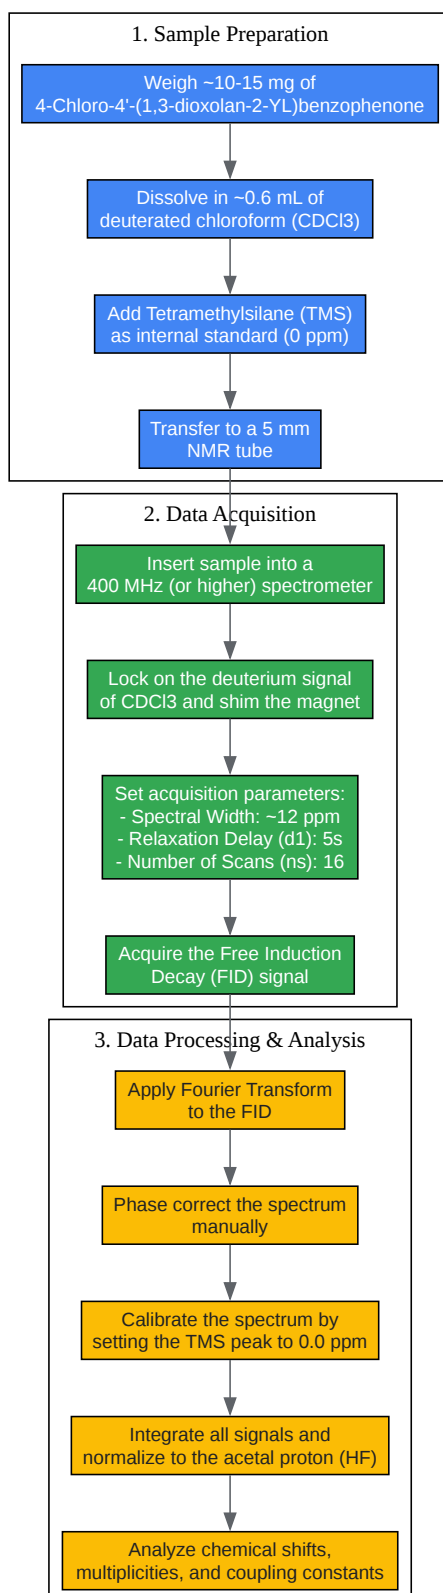 1. Sample Preparation
Weigh ~10-15 mg of
4-Chloro-4'-(1,3-dioxolan-2-YL)benzophenone
Dissolve in ~0.6 mL of
deuterated chloroform (CDCl3)
Add Tetramethylsilane (TMS)
as internal standard (0 ppm)
Transfer to a 5 mm
NMR tube
2. Data Acquisition
Insert sample into a
400 MHz (or higher) spectrometer
Lock on the deuterium signal
of CDCl3 and shim the magnet
Set acquisition parameters:
- Spectral Width: ~12 ppm
- Relaxation Delay (d1): 5s
- Number of Scans (ns): 16
Acquire the Free Induction
Decay (FID) signal
3. Data Processing & Analysis
Apply Fourier Transform
to the FID
Phase correct the spectrum
manually
Calibrate the spectrum by
setting the TMS peak to 0.0 ppm
Integrate all signals and
normalize to the acetal proton (HF)
Analyze chemical shifts,
multiplicities, and coupling constants